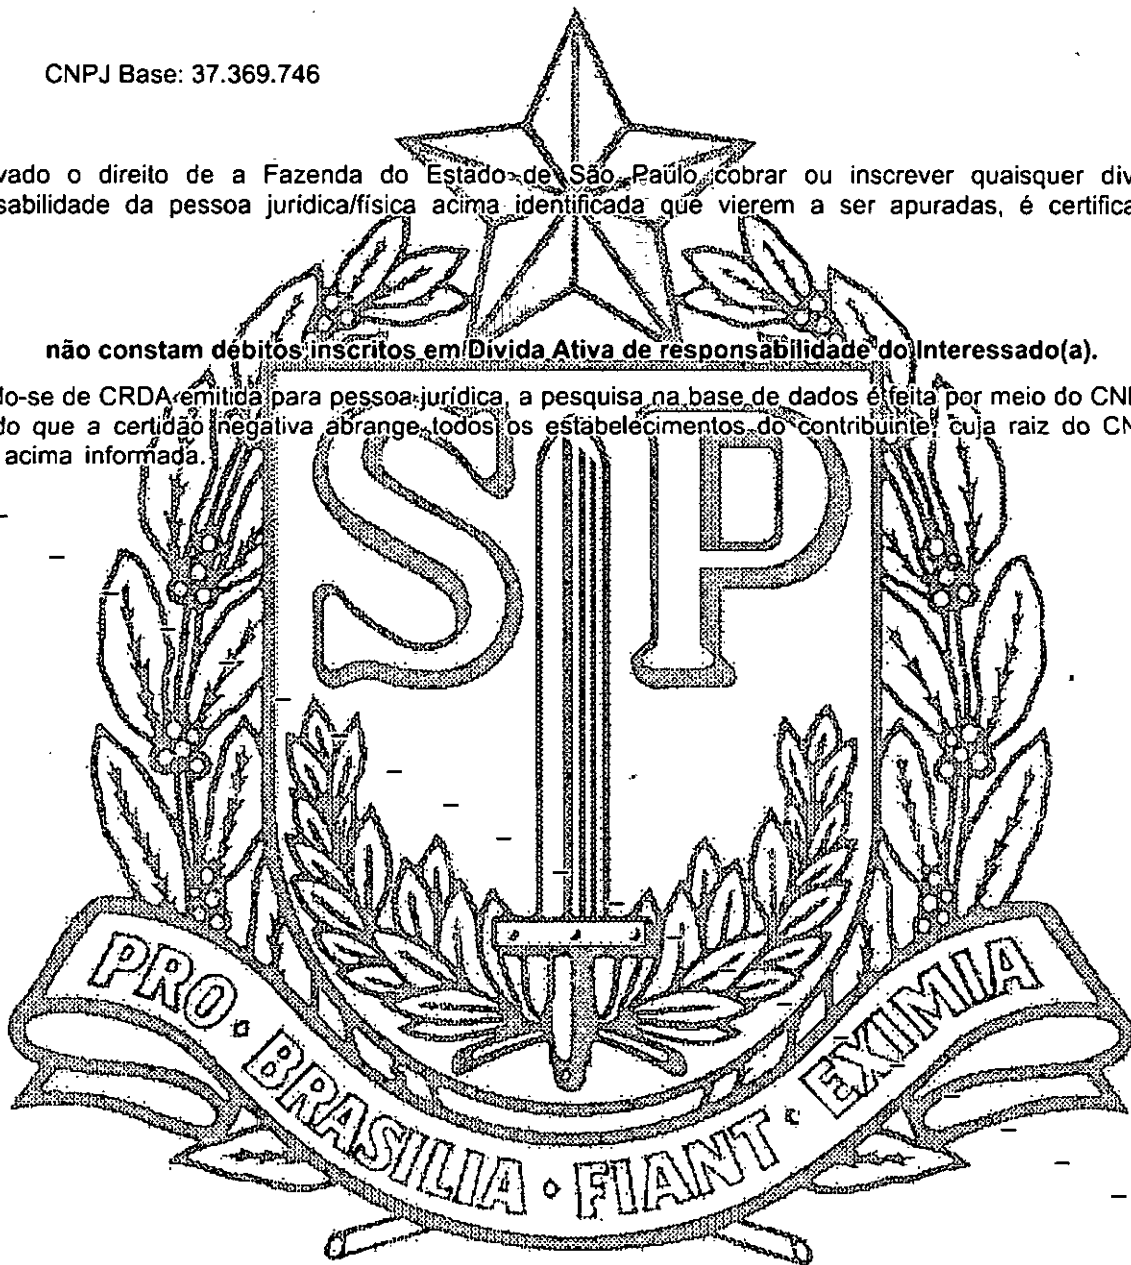 CNPJ Base: 37.369.746
vado o direito de a Fazenda do Estado de São Paulo cobrar ou inscrever quaisquer div
sabilidade da pessoa jurídica/física acima identificada que vierem a ser apuradas, é certifica
não constam débitos inscritos em Divida Ativa de responsabilidade do Interessado(a).
do-se de CRDA emitida para pessoa jurídica, a pesquisa na base de dados é feita por meio do CN
do que a certidão negativa abrange todos os estabelecimentos do contribuinte, cuja raiz do CN
acima informada.
SP
PRO · BRASILIA · FIANT · EXIMIA